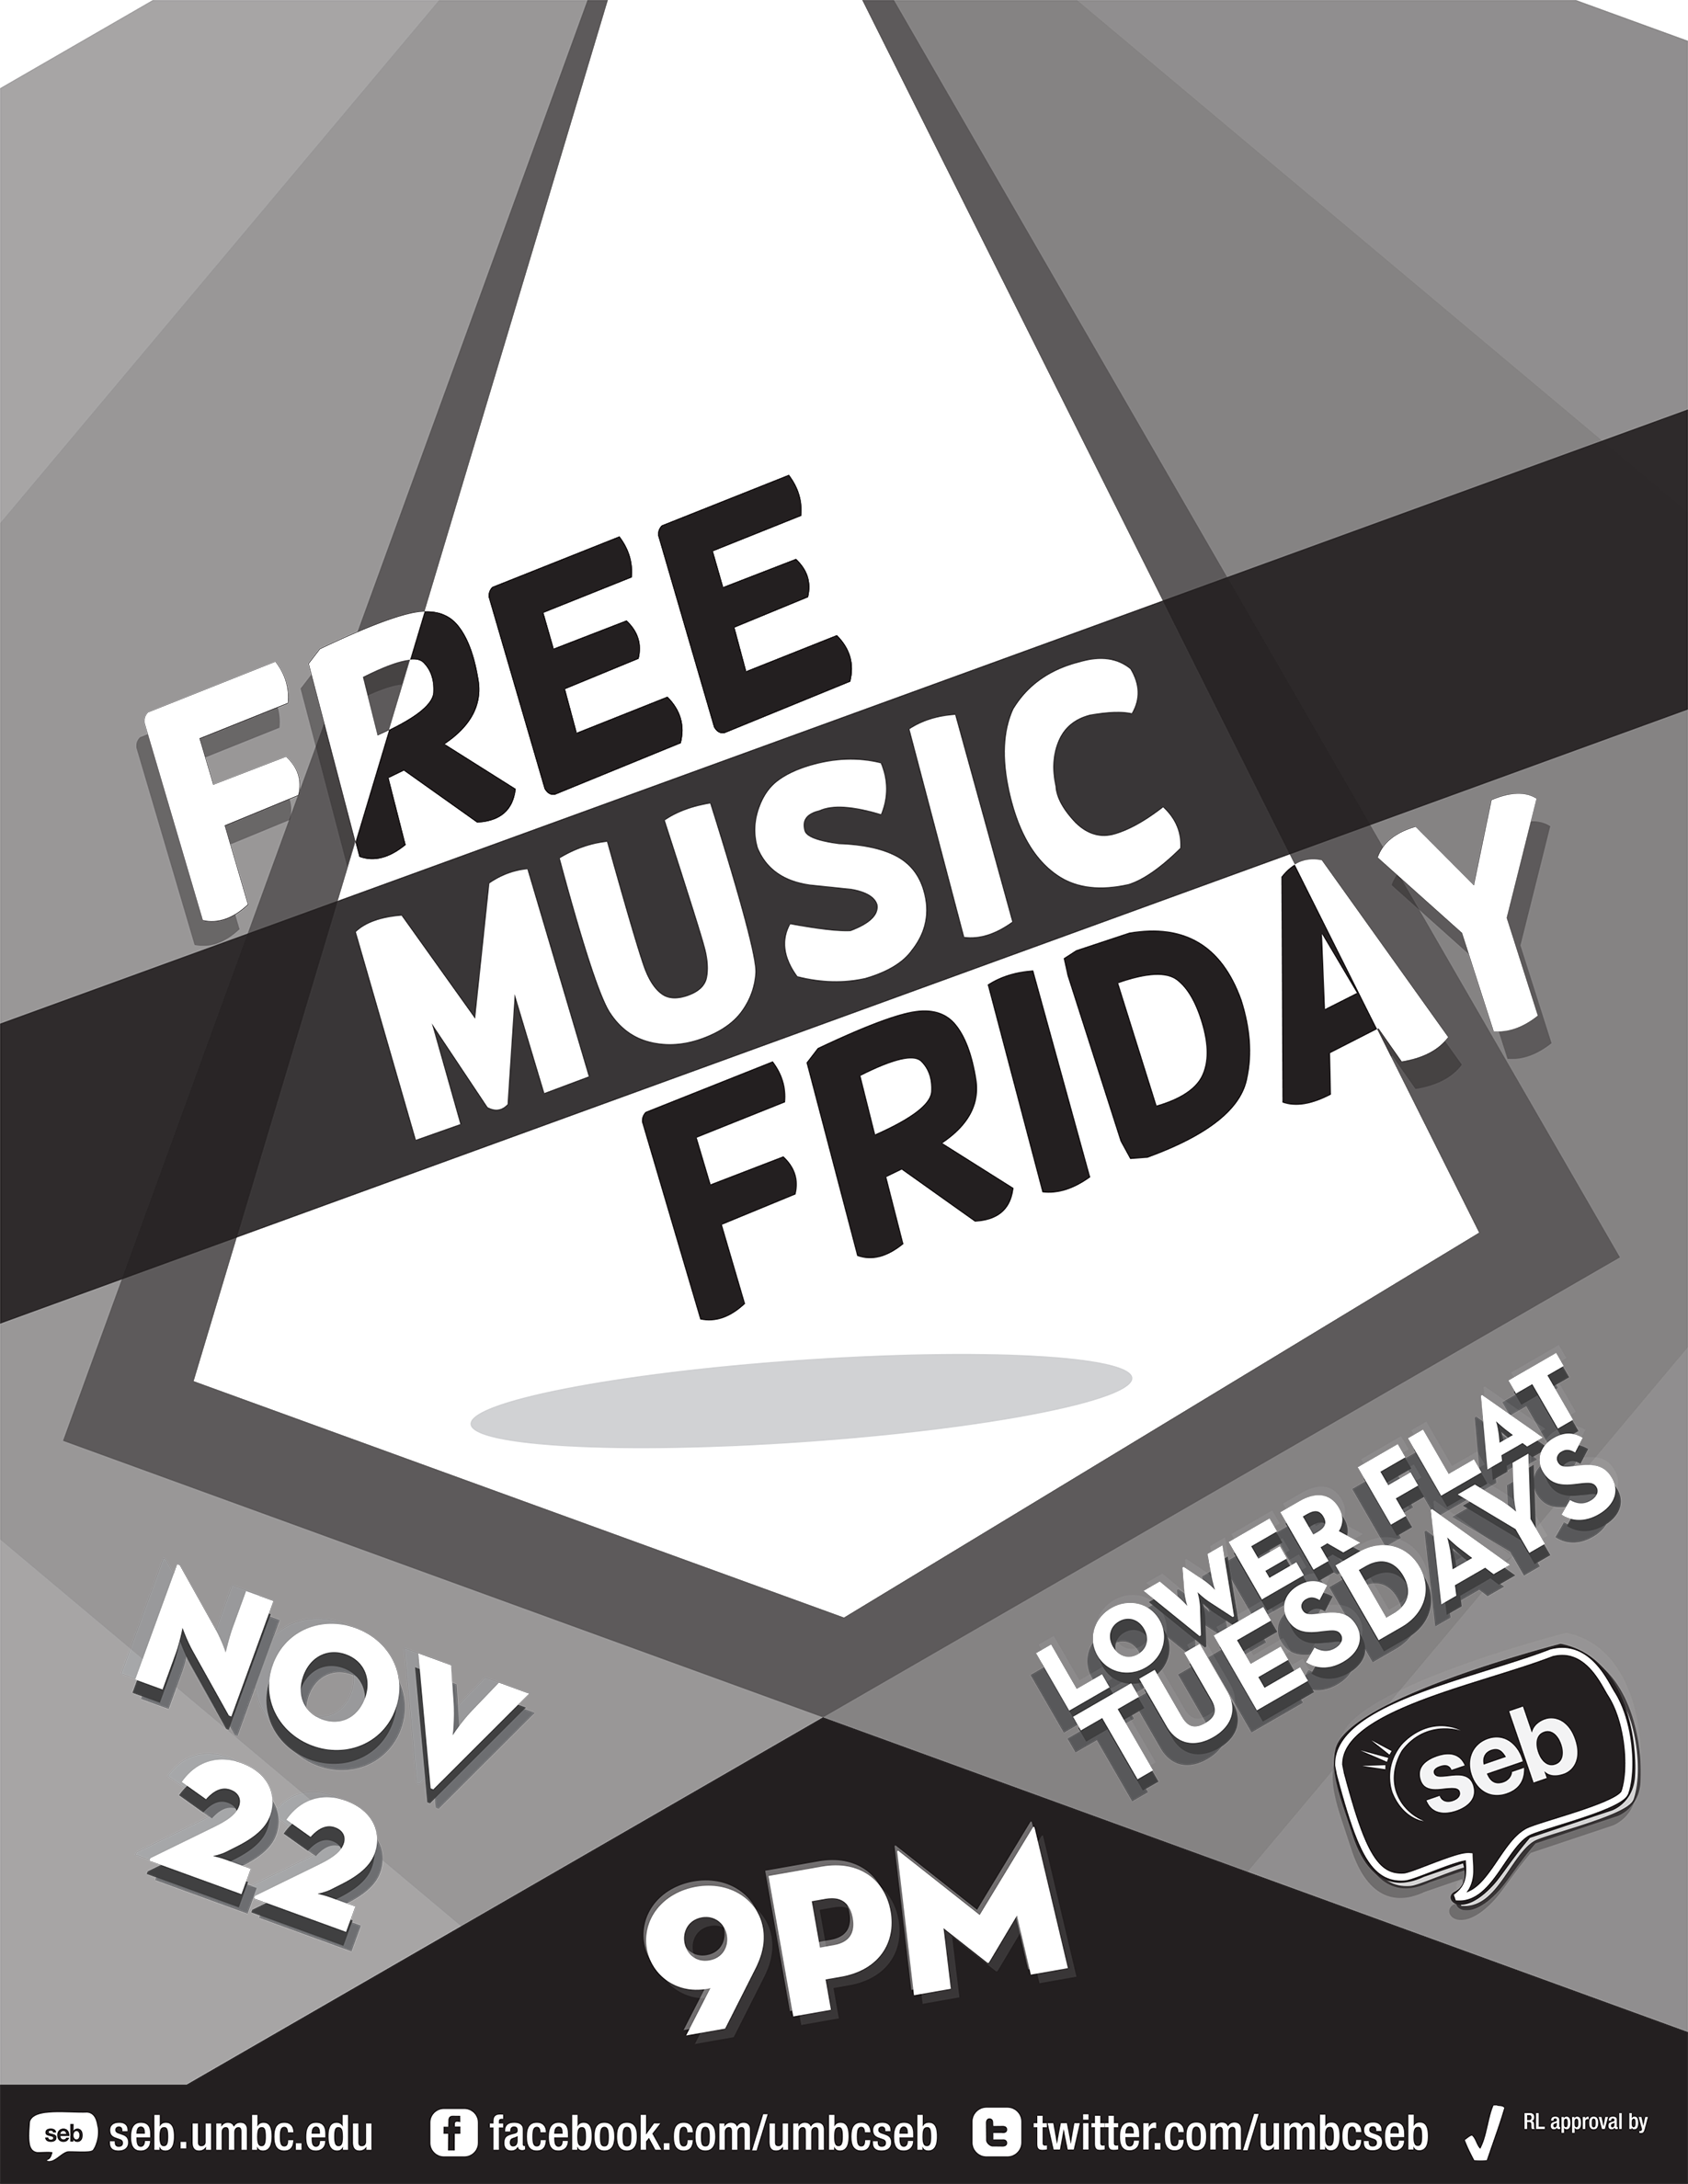 FREE
MUSIC
FRIDAY
LOWER FLAT
TUESDAYS
NOV
22
seb
9PM
seb seb.umbc.edu f facebook.com/umbcseb t twitter.com/umbcseb RL approval by